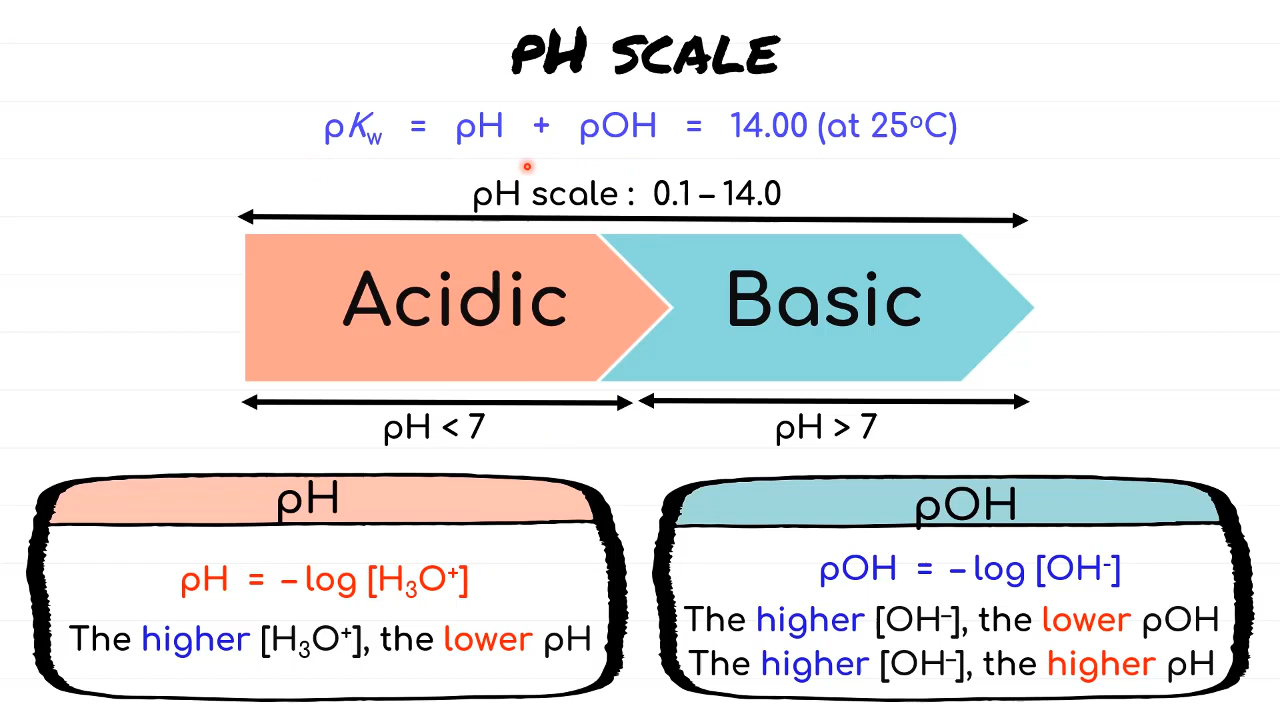 pH SCALE
pKw = pH + pOH = 14.00 (at 25oC)
pH scale : 0.1 – 14.0
Acidic
Basic
pH < 7
pH > 7
pH
pH = – log [H3O+]
The higher [H3O+], the lower pH
pOH
pOH = – log [OH-]
The higher [OH–], the lower pOH
The higher [OH–], the higher pH